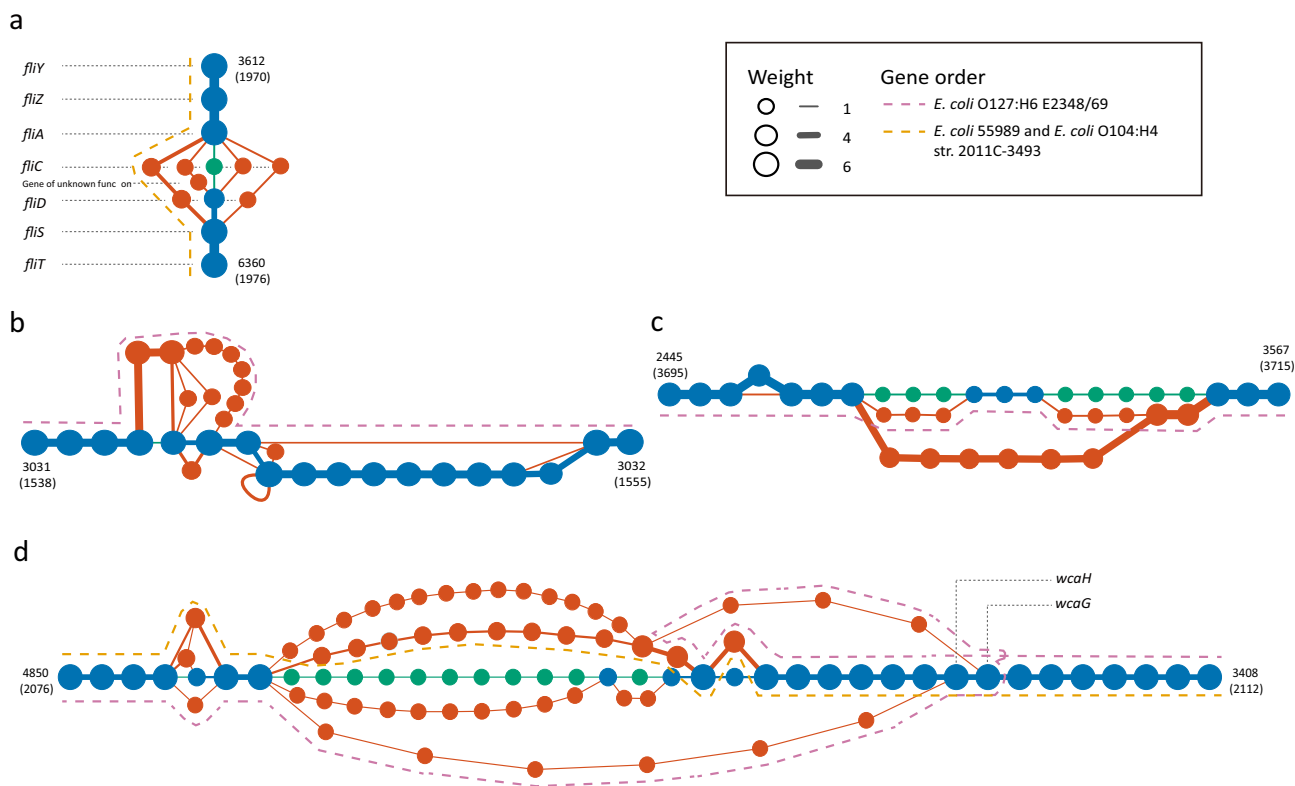 a
fliY
fliZ
fliA
fliC
Gene of unknown func on
fliD
fliS
fliT
3612
(1970)
6360
(1976)
Weight
1
4
6
Gene order
E. coli O127:H6 E2348/69
E. coli 55989 and E. coli O104:H4
str. 2011C-3493
b
3031
(1538)
3032
(1555)
c
2445
(3695)
3567
(3715)
d
4850
(2076)
wcaH
wcaG
3408
(2112)